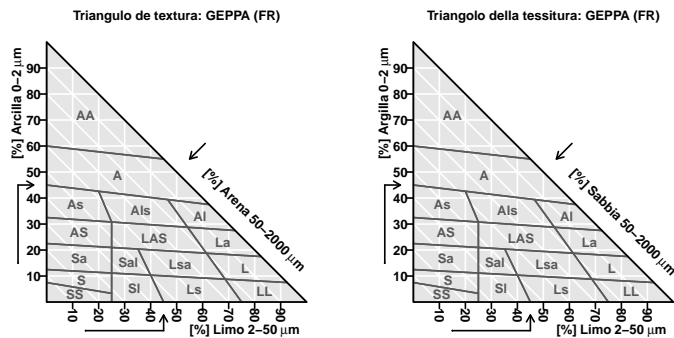 Triangulo de textura: GEPPA (FR)
[%] Arcilla 0−2 µm
90
80
70
60
50
40
30
20
10
AA
A
As
Als
Al
AS
LAS
La
Sa
Sal
Lsa
L
S
SS
Sl
Ls
LL
[%] Arena 50−2000 µm
10
20
30
40
50
60
70
80
90
[%] Limo 2−50 µm
Triangolo della tessitura: GEPPA (FR)
[%] Argilla 0−2 µm
90
80
70
60
50
40
30
20
10
AA
A
As
Als
Al
AS
LAS
La
Sa
Sal
Lsa
L
S
SS
Sl
Ls
LL
[%] Sabbia 50−2000 µm
10
20
30
40
50
60
70
80
90
[%] Limo 2−50 µm